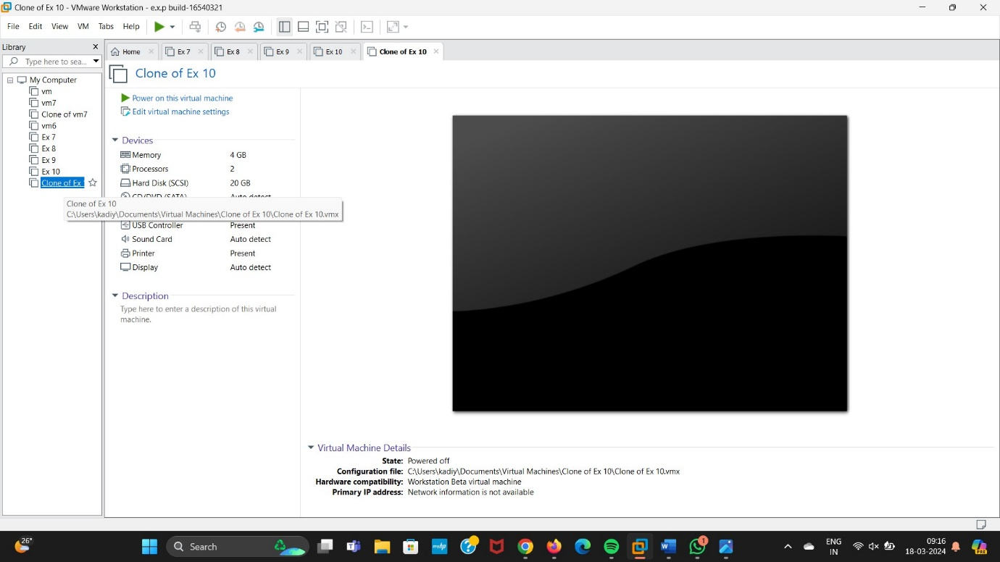 Clone of Ex 10 - VMware Workstation - e.x.p build-16540321
File Edit View VM Tabs Help
Library
Type here to sea...
Home Ex 7 Ex 8 Ex 9 Ex 10 Clone of Ex 10
My Computer
vm
vm7
Clone of vm7
vm6
Ex 7
Ex 8
Ex 9
Ex 10
Clone of Ex
Clone of Ex 10
C:\Users\kadiy\Documents\Virtual Machines\Clone of Ex 10\Clone of Ex 10.vmx
Clone of Ex 10
Power on this virtual machine
Edit virtual machine settings
Devices
Memory 4 GB
Processors 2
Hard Disk (SCSI) 20 GB
CD/DVD (SATA) Auto detect
USB Controller Present
Sound Card Auto detect
Printer Present
Display Auto detect
Description
Type here to enter a description of this virtual
machine.
Virtual Machine Details
State: Powered off
Configuration file: C:\Users\kadiy\Documents\Virtual Machines\Clone of Ex 10\Clone of Ex 10.vmx
Hardware compatibility: Workstation Beta virtual machine
Primary IP address: Network information is not available
26°
Search
myhp
1
ENG
IN
09:16
18-03-2024
PRE